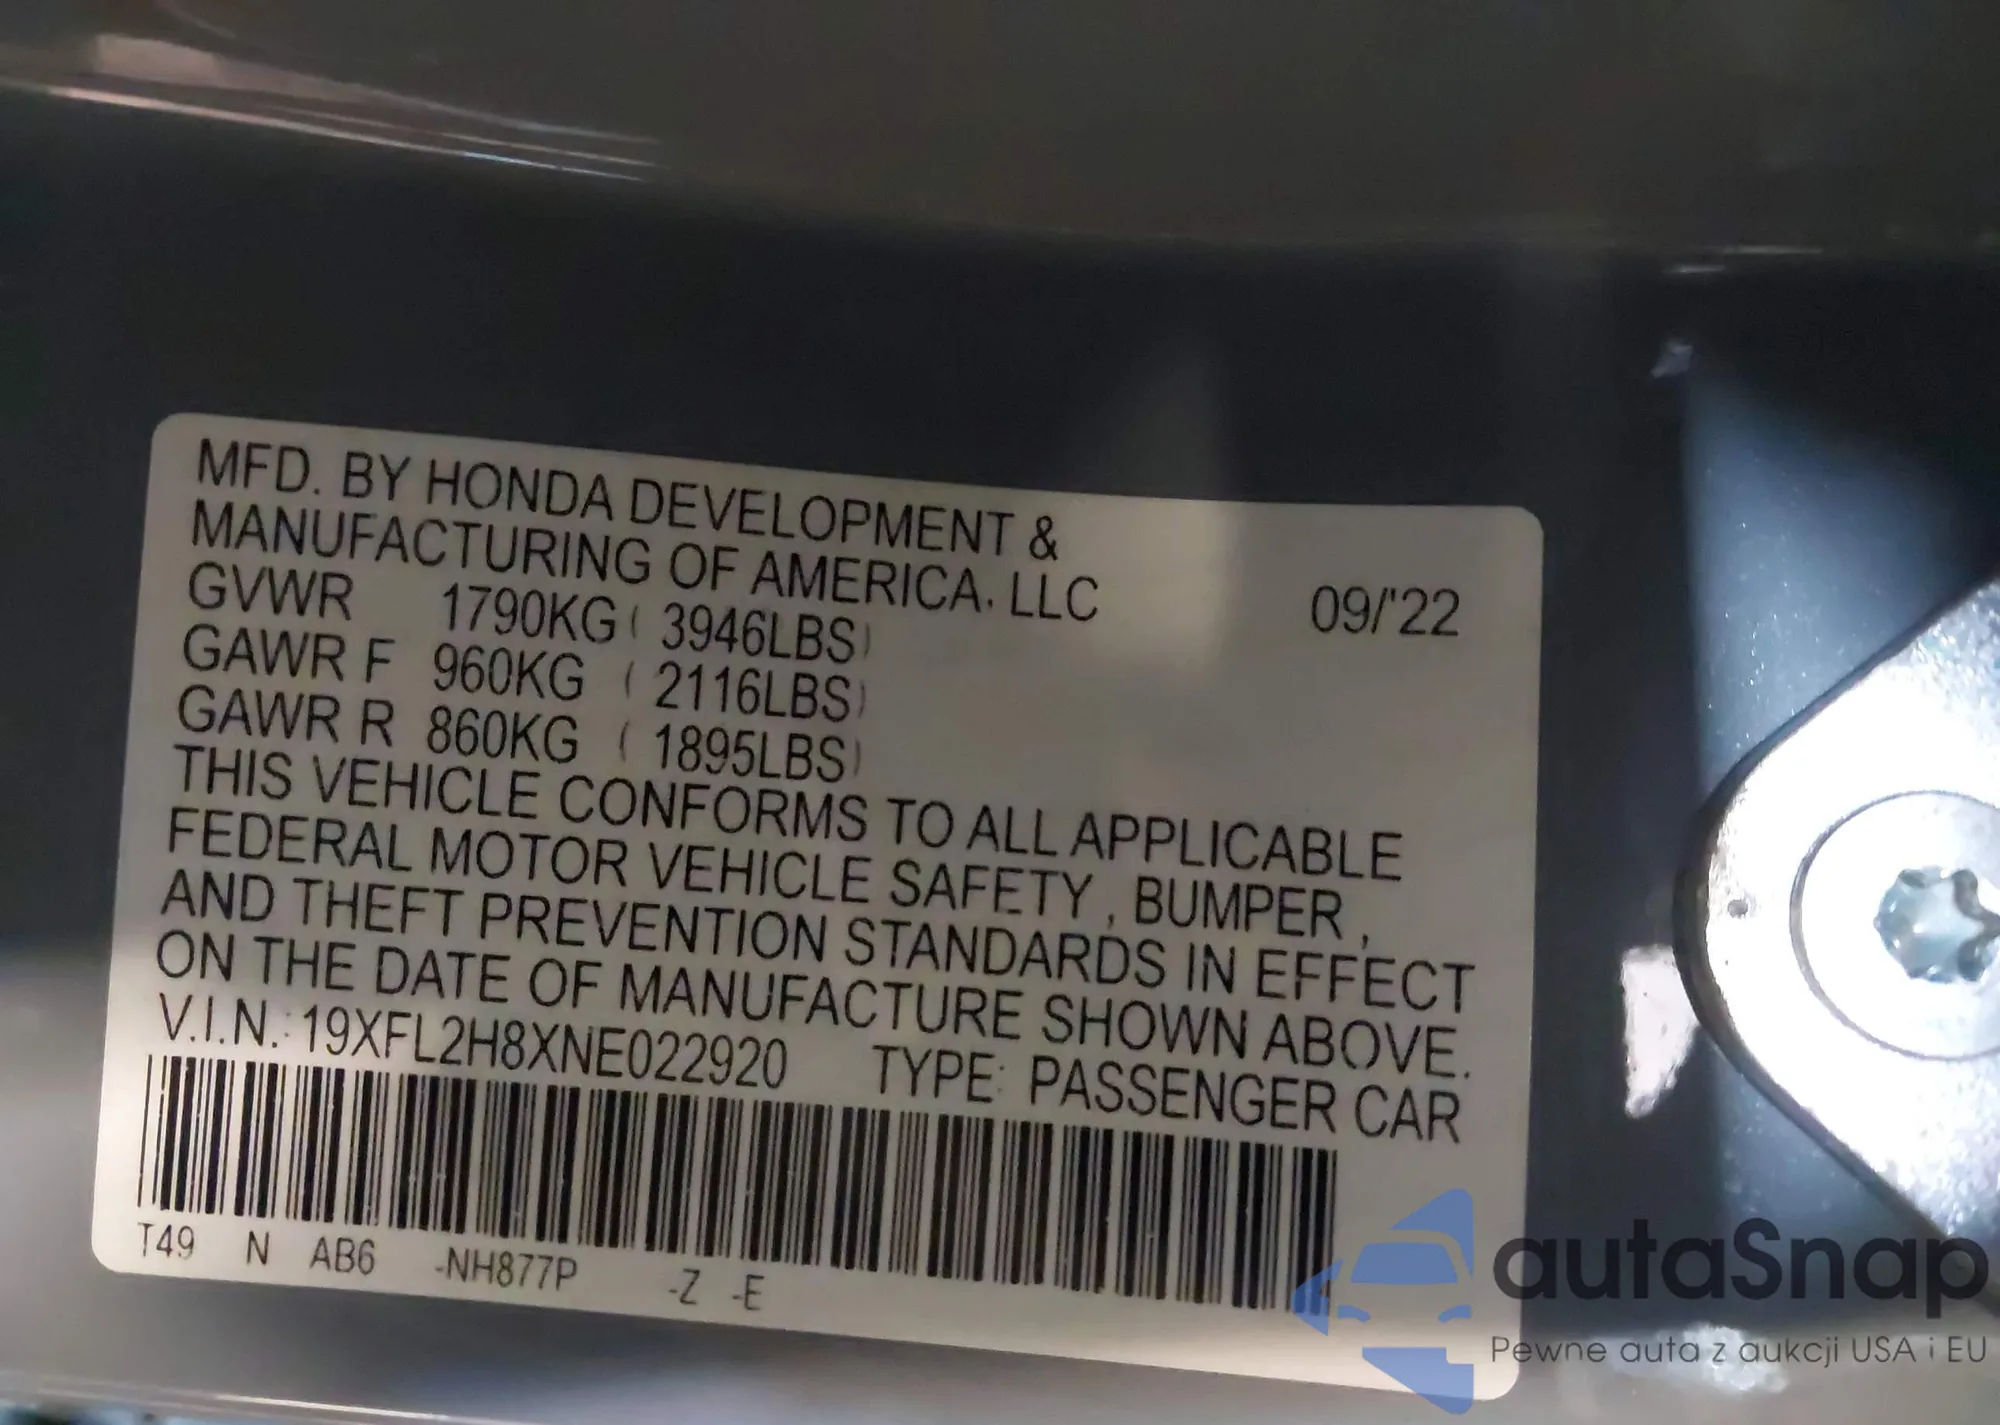 MFD. BY HONDA DEVELOPMENT &
MANUFACTURING OF AMERICA. LLC
09/'22
GVWR 1790KG( 3946LBS)
GAWR F 960KG ( 2116LBS)
GAWR R 860KG ( 1895LBS)
THIS VEHICLE CONFORMS TO ALL APPLICABLE
FEDERAL MOTOR VEHICLE SAFETY , BUMPER ,
AND THEFT PREVENTION STANDARDS IN EFFECT
ON THE DATE OF MANUFACTURE SHOWN ABOVE.
V.I.N.: 19XFL2H8XNE022920 TYPE: PASSENGER CAR
T49 N AB6 -NH877P -Z -E
autaSnap
Pewne auta z aukcji USA i EU